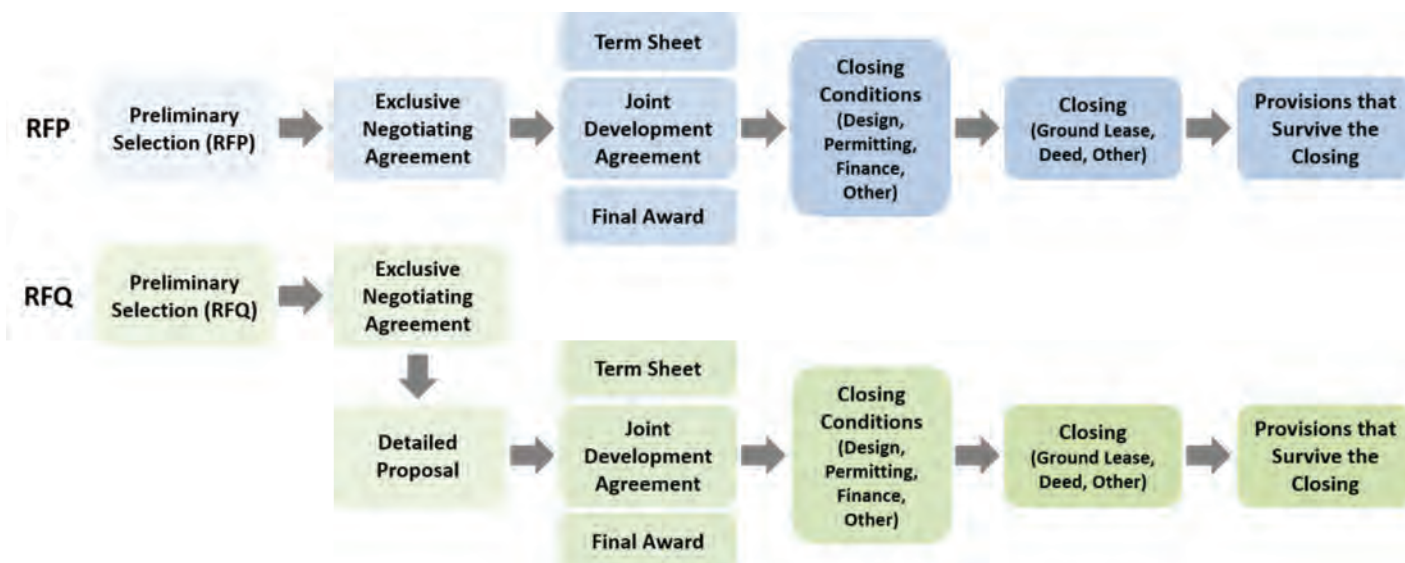 RFP
Preliminary
Selection (RFP)
Exclusive
Negotiating
Agreement
Term Sheet
Joint
Development
Agreement
Final Award
Closing
Conditions
(Design,
Permitting,
Finance,
Other)
Closing
(Ground Lease,
Deed, Other)
Provisions that
Survive the
Closing
RFQ
Preliminary
Selection (RFQ)
Exclusive
Negotiating
Agreement
Detailed
Proposal
Term Sheet
Joint
Development
Agreement
Final Award
Closing
Conditions
(Design,
Permitting,
Finance,
Other)
Closing
(Ground Lease,
Deed, Other)
Provisions that
Survive the
Closing